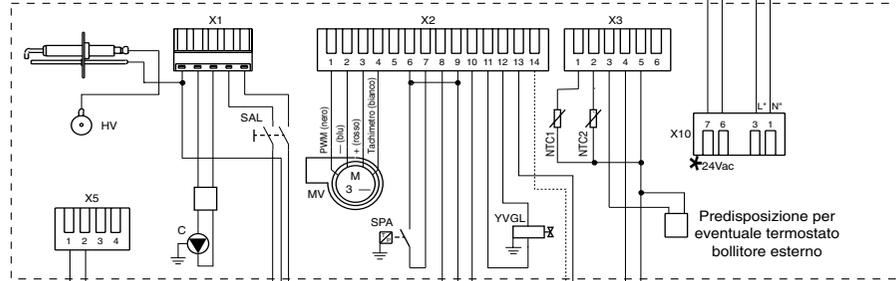 X1
X2
X3
1 2 3 4 5 6 7 8 9 10 11 12 13 14
1 2 3 4 5 6
HV
SAL
PWM (nero)
— (blu)
+ (rosso)
Tachimetro (bianco)
NTC1
NTC2
L* N*
7 6 3 1
X10
*24Vac
M
3
MV
X5
1 2 3 4
C
SPA
YVGL
Predisposizione per
eventuale termostato
bollitore esterno